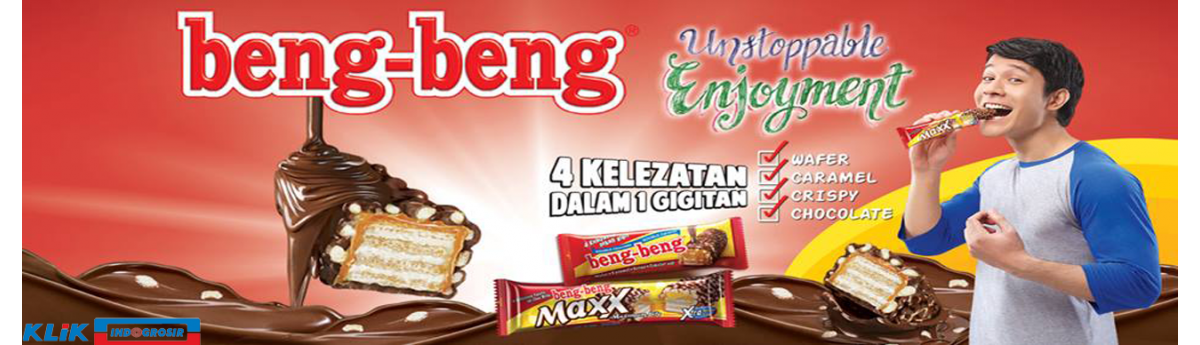 beng-beng®
Unstoppable
Enjoyment
4 KELEZATAN
DALAM 1 GIGITAN
WAFER
CARAMEL
CRISPY
CHOCOLATE
MaxX
beng-beng
beng-beng
MaxX
KLiK INDOGROSIR